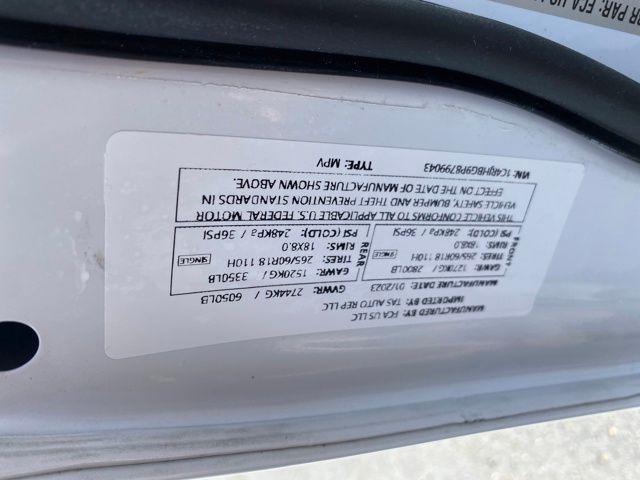 MANUFACTURED BY: FCA US LLC
IMPORTED BY: TAS AUTO REP LLC
MANUFACTURE 01/2023 GVWR: 2744KG / 6050LB
FRONT
GAWR: 1270KG / 2800LB
TIRES: 265/60R18 110H SINGLE
RIMS: 18X8.0
PSI (COLD): 248KPa / 36PSI
REAR
GAWR: 1520KG / 3350LB
TIRES: 265/60R18 110H SINGLE
RIMS: 18X8.0
PSI (COLD): 248KPa / 36PSI
THIS VEHICLE CONFORMS TO ALL APPLICABLE U.S. FEDERAL MOTOR
VEHICLE SAFETY, BUMPER AND THEFT PREVENTION STANDARDS IN
EFFECT ON THE DATE OF MANUFACTURE SHOWN ABOVE.
VIN: 1C4RJHBG9P8799043 TYPE: MPV
PAR: FCA US